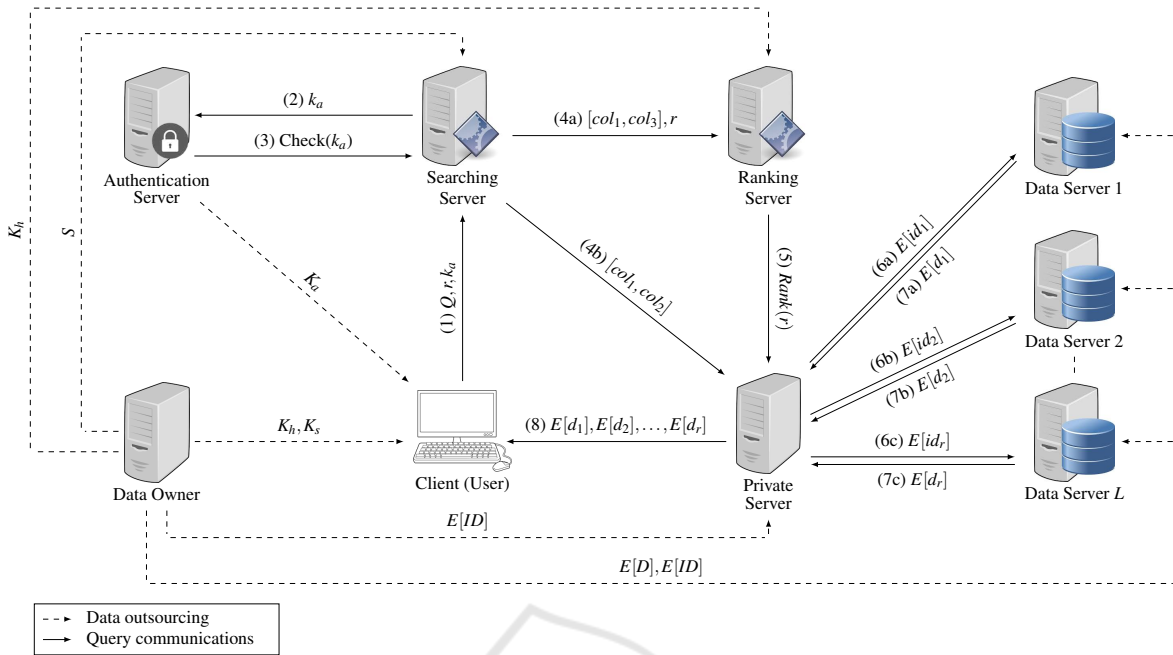 K_h
S
(2) k_a
(3) Check(k_a)
(4a) [col_1, col_3], r
Authentication
Server
Searching
Server
Ranking
Server
Data Server 1
K_a
(1) Q, r, k_a
(4b) [col_1, col_2]
(5) Rank(r)
(6a) E[id_1]
(7a) E[d_1]
Data Server 2
(6b) E[id_2]
(7b) E[d_2]
K_h, K_s
(8) E[d_1], E[d_2], ..., E[d_r]
(6c) E[id_r]
(7c) E[d_r]
Data Owner
Client (User)
Private
Server
Data Server L
E[ID]
E[D], E[ID]
Data outsourcing
Query communications